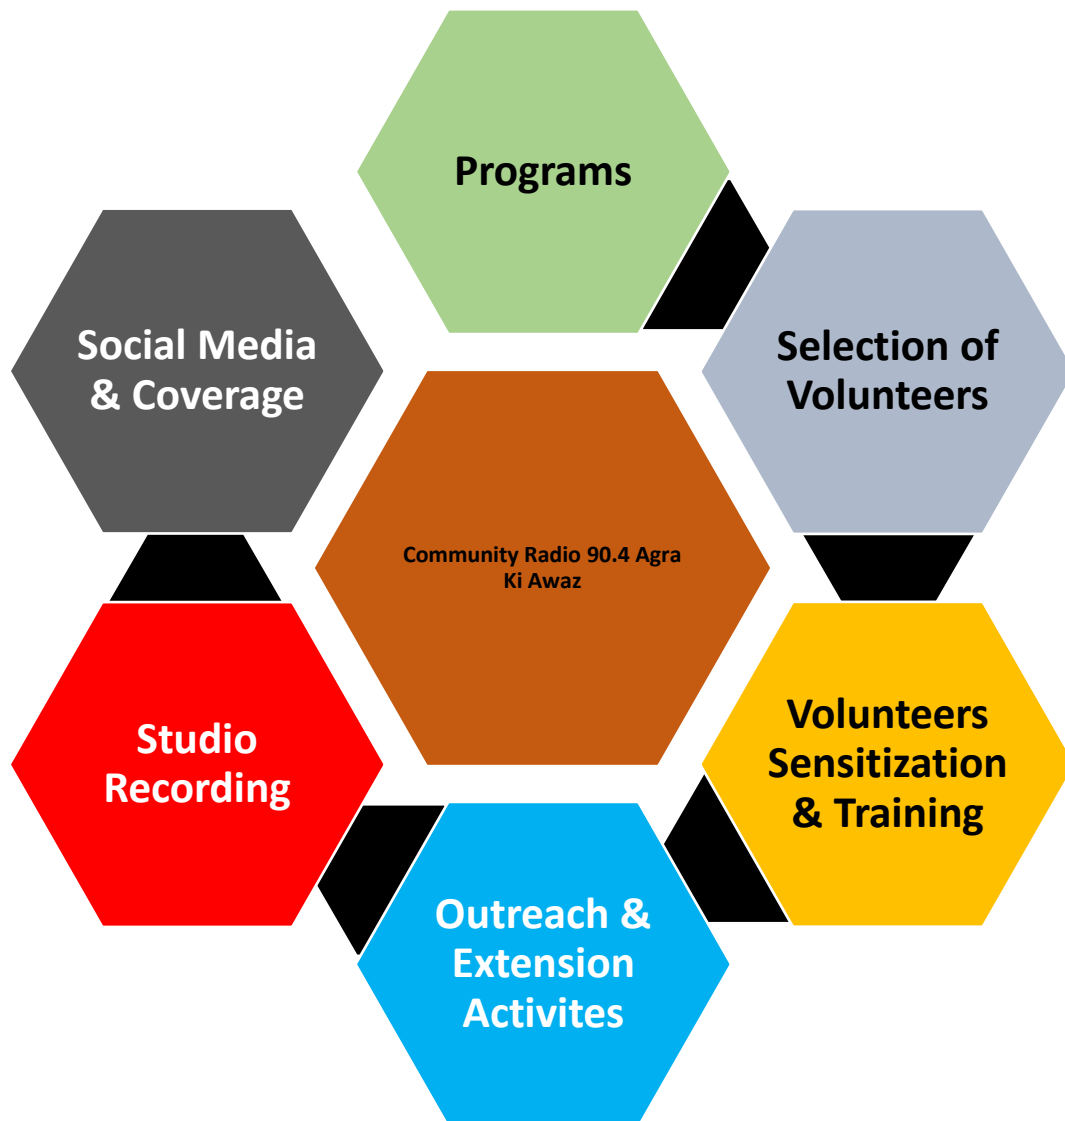 Programs
Selection of
Volunteers
Volunteers
Sensitization
& Training
Outreach &
Extension
Activites
Studio
Recording
Social Media
& Coverage
Community Radio 90.4 Agra
Ki Awaz